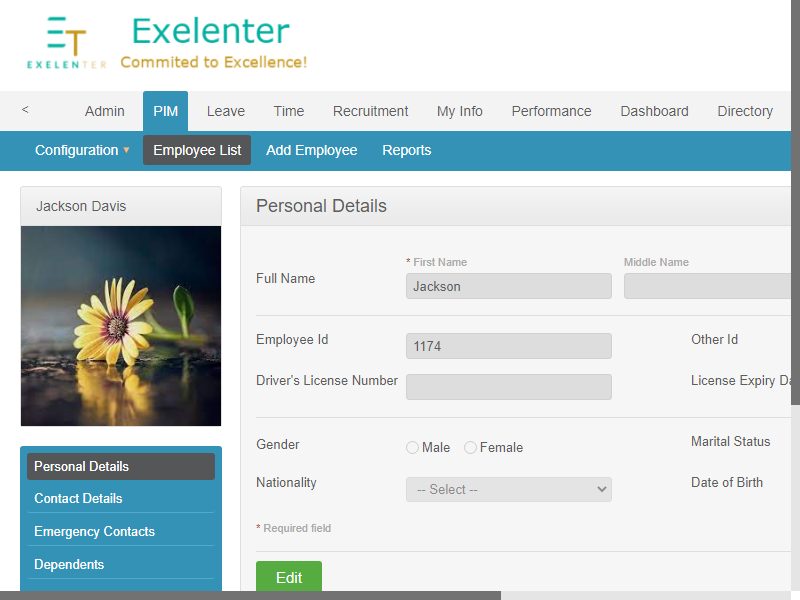 ET
EXELENTER
Exelenter
Commited to Excellence!
< Admin PIM Leave Time Recruitment My Info Performance Dashboard Directory
Configuration Employee List Add Employee Reports
Jackson Davis
Personal Details
* First Name Middle Name
Full Name Jackson
Employee Id 1174 Other Id
Driver's License Number License Expiry Da
Gender Male Female Marital Status
Nationality -- Select -- Date of Birth
* Required field
Edit
Personal Details
Contact Details
Emergency Contacts
Dependents